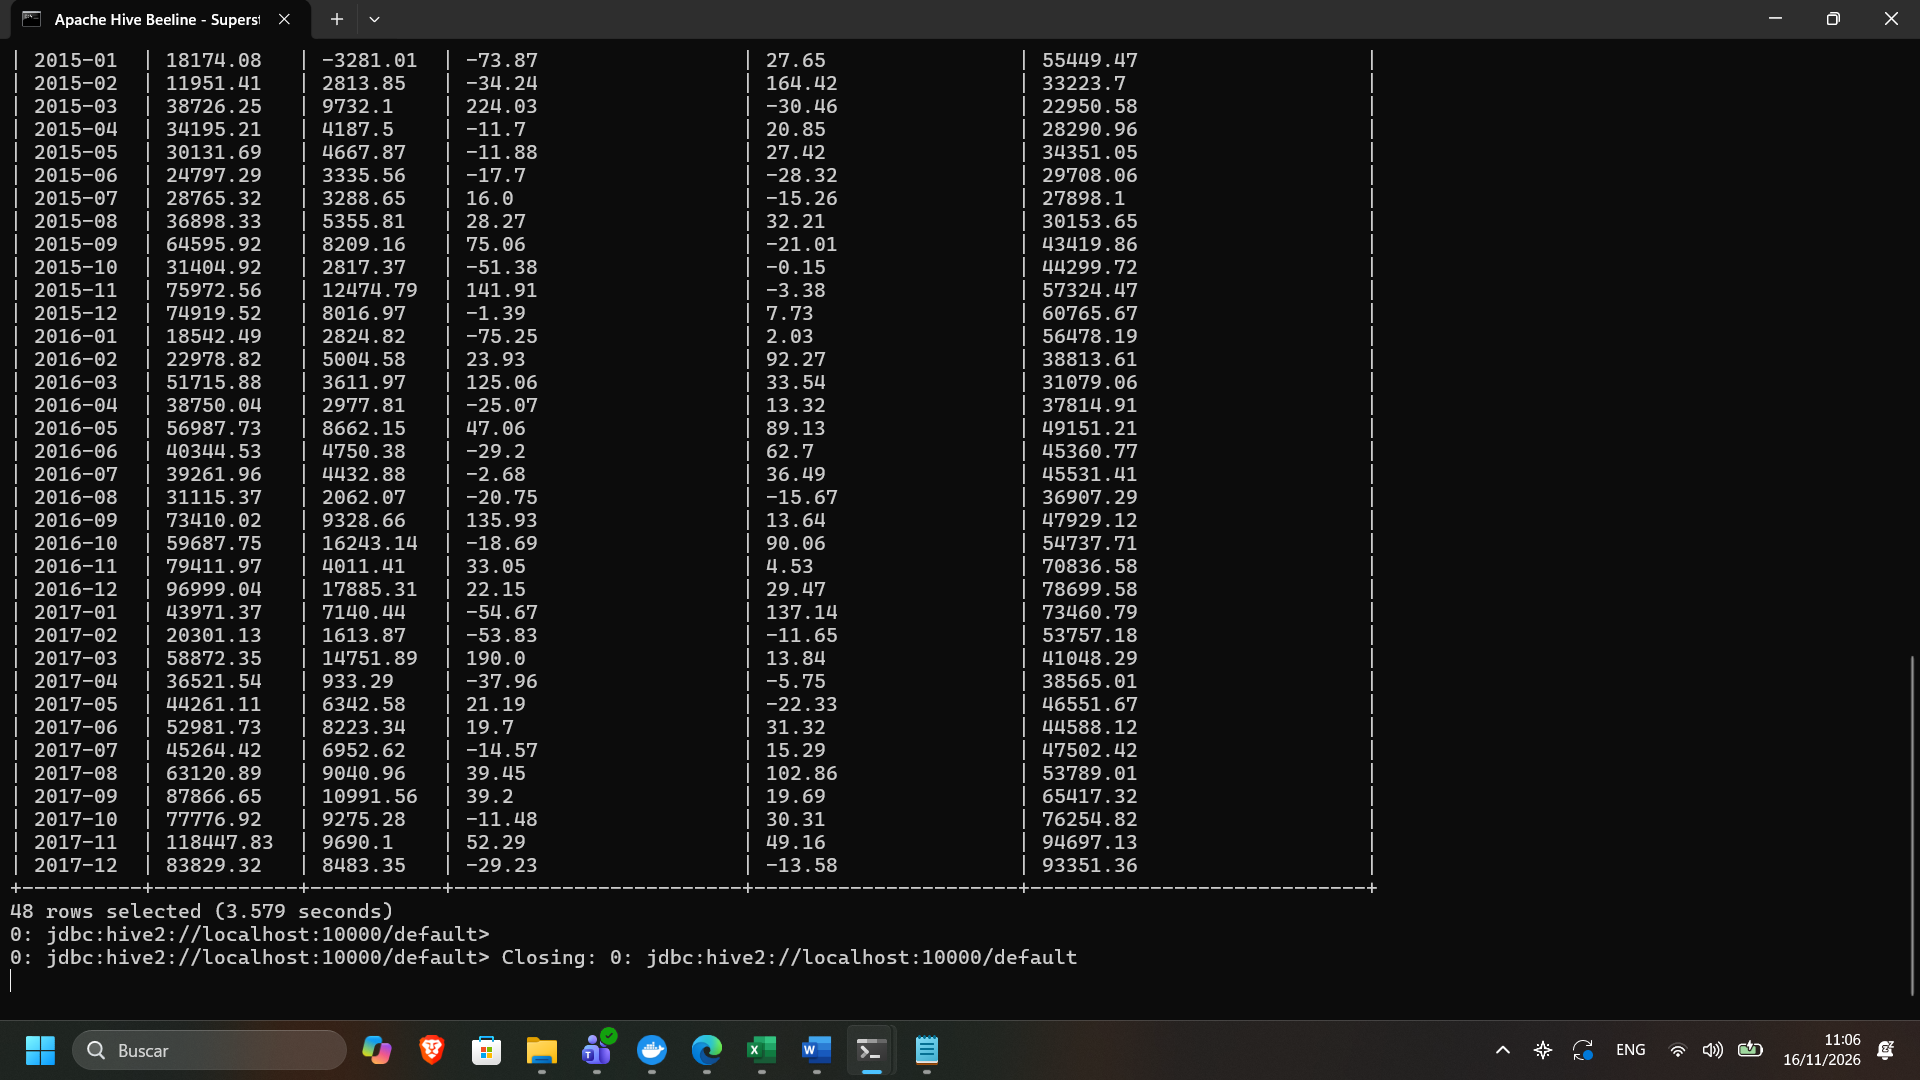 Apache Hive Beeline - Superst
| 2015-01 | 18174.08 | -3281.01 | -73.87 | 27.65 | 55449.47 |
| 2015-02 | 11951.41 | 2813.85 | -34.24 | 164.42 | 33223.7 |
| 2015-03 | 38726.25 | 9732.1 | 224.03 | -30.46 | 22950.58 |
| 2015-04 | 34195.21 | 4187.5 | -11.7 | 20.85 | 28290.96 |
| 2015-05 | 30131.69 | 4667.87 | -11.88 | 27.42 | 34351.05 |
| 2015-06 | 24797.29 | 3335.56 | -17.7 | -28.32 | 29708.06 |
| 2015-07 | 28765.32 | 3288.65 | 16.0 | -15.26 | 27898.1 |
| 2015-08 | 36898.33 | 5355.81 | 28.27 | 32.21 | 30153.65 |
| 2015-09 | 64595.92 | 8209.16 | 75.06 | -21.01 | 43419.86 |
| 2015-10 | 31404.92 | 2817.37 | -51.38 | -0.15 | 44299.72 |
| 2015-11 | 75972.56 | 12474.79 | 141.91 | -3.38 | 57324.47 |
| 2015-12 | 74919.52 | 8016.97 | -1.39 | 7.73 | 60765.67 |
| 2016-01 | 18542.49 | 2824.82 | -75.25 | 2.03 | 56478.19 |
| 2016-02 | 22978.82 | 5004.58 | 23.93 | 92.27 | 38813.61 |
| 2016-03 | 51715.88 | 3611.97 | 125.06 | 33.54 | 31079.06 |
| 2016-04 | 38750.04 | 2977.81 | -25.07 | 13.32 | 37814.91 |
| 2016-05 | 56987.73 | 8662.15 | 47.06 | 89.13 | 49151.21 |
| 2016-06 | 40344.53 | 4750.38 | -29.2 | 62.7 | 45360.77 |
| 2016-07 | 39261.96 | 4432.88 | -2.68 | 36.49 | 45531.41 |
| 2016-08 | 31115.37 | 2062.07 | -20.75 | -15.67 | 36907.29 |
| 2016-09 | 73410.02 | 9328.66 | 135.93 | 13.64 | 47929.12 |
| 2016-10 | 59687.75 | 16243.14 | -18.69 | 90.06 | 54737.71 |
| 2016-11 | 79411.97 | 4011.41 | 33.05 | 4.53 | 70836.58 |
| 2016-12 | 96999.04 | 17885.31 | 22.15 | 29.47 | 78699.58 |
| 2017-01 | 43971.37 | 7140.44 | -54.67 | 137.14 | 73460.79 |
| 2017-02 | 20301.13 | 1613.87 | -53.83 | -11.65 | 53757.18 |
| 2017-03 | 58872.35 | 14751.89 | 190.0 | 13.84 | 41048.29 |
| 2017-04 | 36521.54 | 933.29 | -37.96 | -5.75 | 38565.01 |
| 2017-05 | 44261.11 | 6342.58 | 21.19 | -22.33 | 46551.67 |
| 2017-06 | 52981.73 | 8223.34 | 19.7 | 31.32 | 44588.12 |
| 2017-07 | 45264.42 | 6952.62 | -14.57 | 15.29 | 47502.42 |
| 2017-08 | 63120.89 | 9040.96 | 39.45 | 102.86 | 53789.01 |
| 2017-09 | 87866.65 | 10991.56 | 39.2 | 19.69 | 65417.32 |
| 2017-10 | 77776.92 | 9275.28 | -11.48 | 30.31 | 76254.82 |
| 2017-11 | 118447.83 | 9690.1 | 52.29 | 49.16 | 94697.13 |
| 2017-12 | 83829.32 | 8483.35 | -29.23 | -13.58 | 93351.36 |
+----------+------------+-----------+------------------------+----------------------+----------------------------+
48 rows selected (3.579 seconds)
0: jdbc:hive2://localhost:10000/default>
0: jdbc:hive2://localhost:10000/default> Closing: 0: jdbc:hive2://localhost:10000/default
Buscar
ENG
11:06
16/11/2026